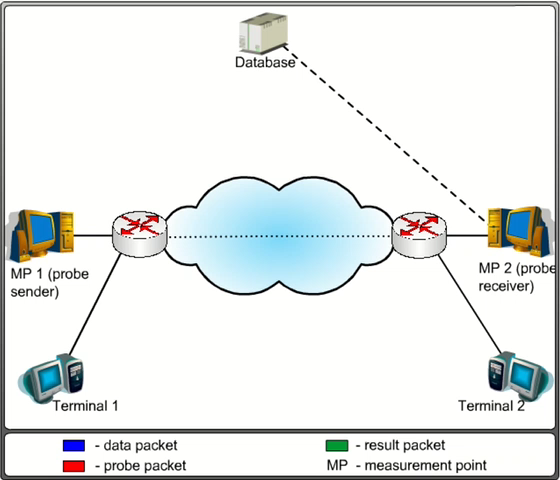 Database
MP 1 (probe
sender)
MP 2 (probe
receiver)
Terminal 1
Terminal 2
- data packet
- result packet
- probe packet
MP - measurement point